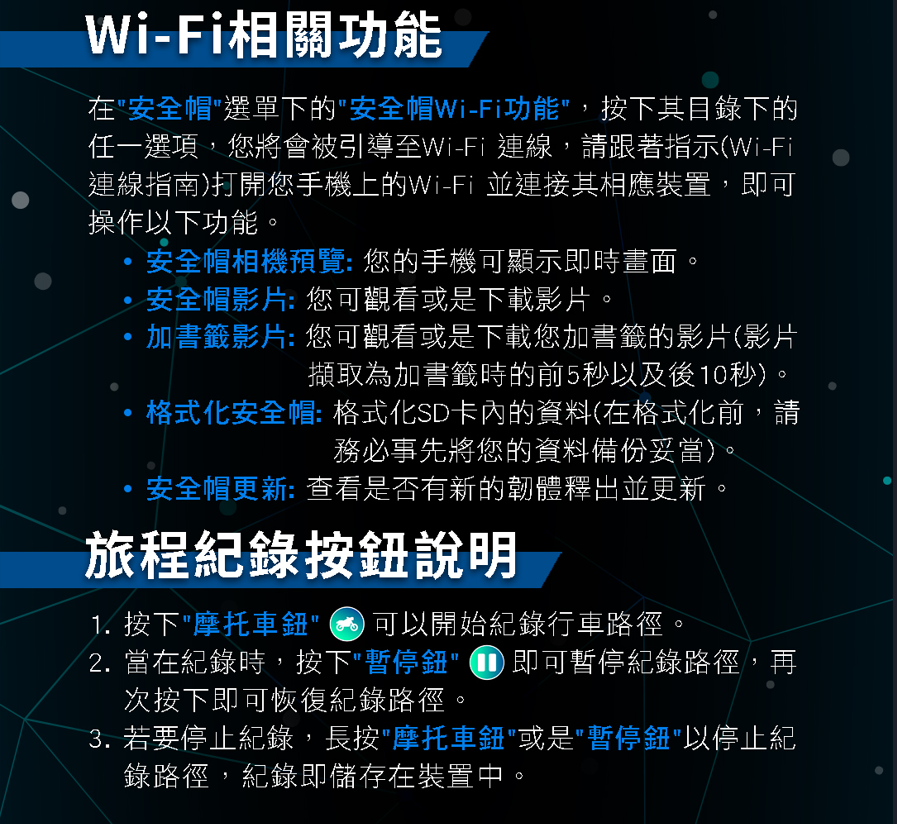 Wi-Fi相關功能
在"安全帽"選單下的"安全帽Wi-Fi功能"，按下其目錄下的
任一選項，您將會被引導至Wi-Fi 連線，請跟著指示(Wi-Fi
連線指南)打開您手機上的Wi-Fi 並連接其相應裝置，即可
操作以下功能。
• 安全帽相機預覽: 您的手機可顯示即時畫面。
• 安全帽影片: 您可觀看或是下載影片。
• 加書籤影片: 您可觀看或是下載您加書籤的影片(影片
擷取為加書籤時的前5秒以及後10秒)。
• 格式化安全帽: 格式化SD卡內的資料(在格式化前，請
務必事先將您的資料備份妥當)。
• 安全帽更新: 查看是否有新的韌體釋出並更新。
旅程紀錄按鈕說明
1. 按下"摩托車鈕" 可以開始紀錄行車路徑。
2. 當在紀錄時，按下"暫停鈕" 即可暫停紀錄路徑，再
次按下即可恢復紀錄路徑。
3. 若要停止紀錄，長按"摩托車鈕"或是"暫停鈕"以停止紀
錄路徑，紀錄即儲存在裝置中。